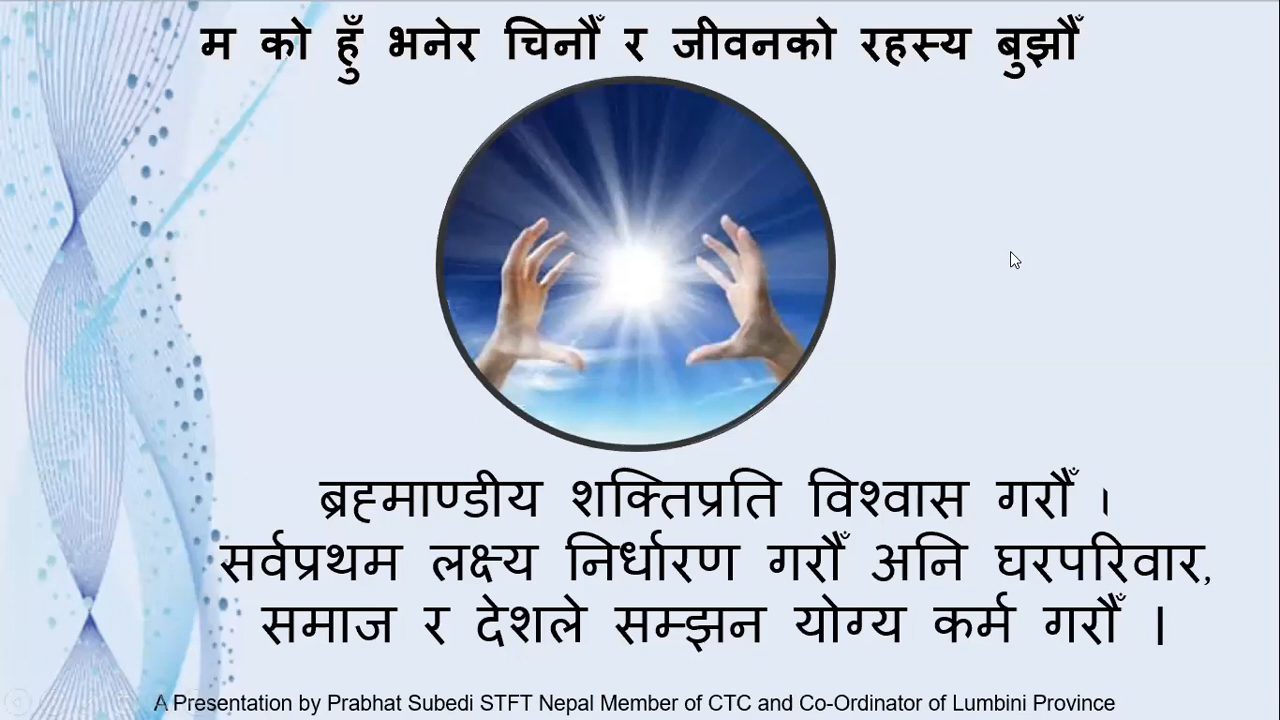 म को हुँ भनेर चिनौँ र जीवनको रहस्य बुझौँ
ब्रह्माण्डीय शक्तिप्रति विश्वास गरौँ ।
सर्वप्रथम लक्ष्य निर्धारण गरौँ अनि घरपरिवार,
समाज र देशले सम्झन योग्य कर्म गरौँ ।
A Presentation by Prabhat Subedi STFT Nepal Member of CTC and Co-Ordinator of Lumbini Province